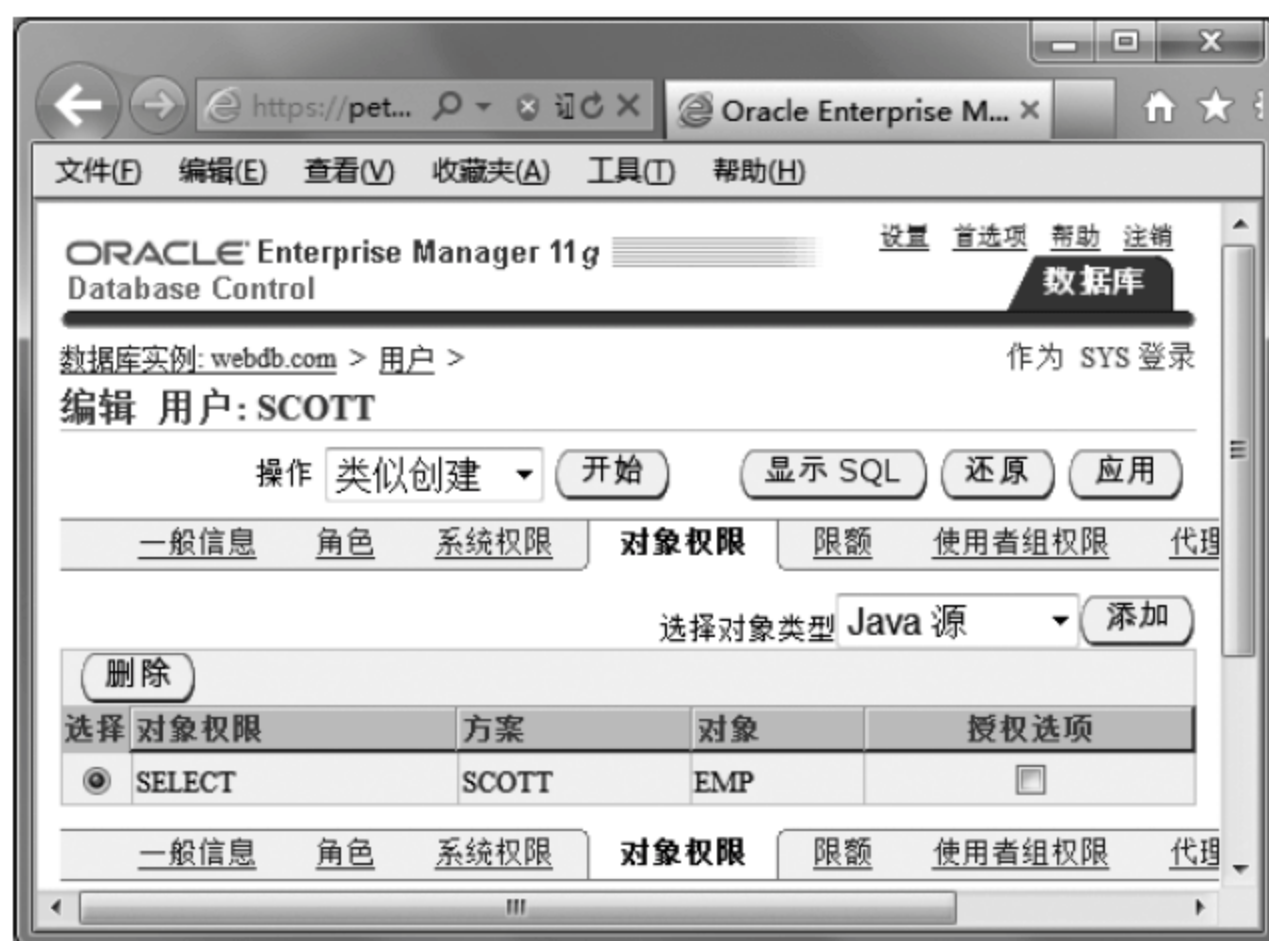 https://pet... Oracle Enterprise M...
文件(F) 编辑(E) 查看(V) 收藏夹(A) 工具(T) 帮助(H)
设置 首选项 帮助 注销
ORACLE Enterprise Manager 11g
Database Control
数据库
数据库实例: webdb.com > 用户 >
作为 SYS 登录
编辑 用户: SCOTT
操作 类似创建 开始 显示 SQL 还原 应用
一般信息 角色 系统权限 对象权限 限额 使用者组权限 代理
选择对象类型 Java 源 添加
删除
选择 对象权限 方案 对象 授权选项
SELECT SCOTT EMP
一般信息 角色 系统权限 对象权限 限额 使用者组权限 代理